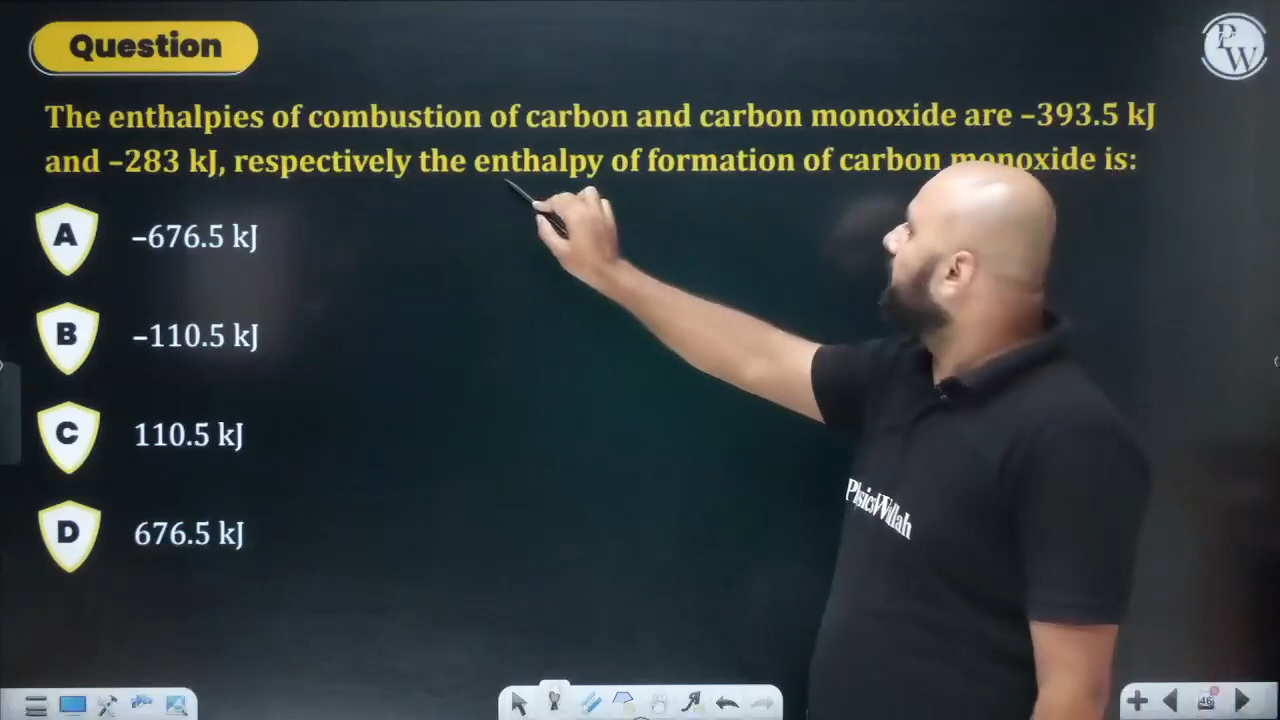 Question
PW
The enthalpies of combustion of carbon and carbon monoxide are –393.5 kJ
and –283 kJ, respectively the enthalpy of formation of carbon monoxide is:
A –676.5 kJ
B –110.5 kJ
C 110.5 kJ
D 676.5 kJ
PhysicsWallah
46